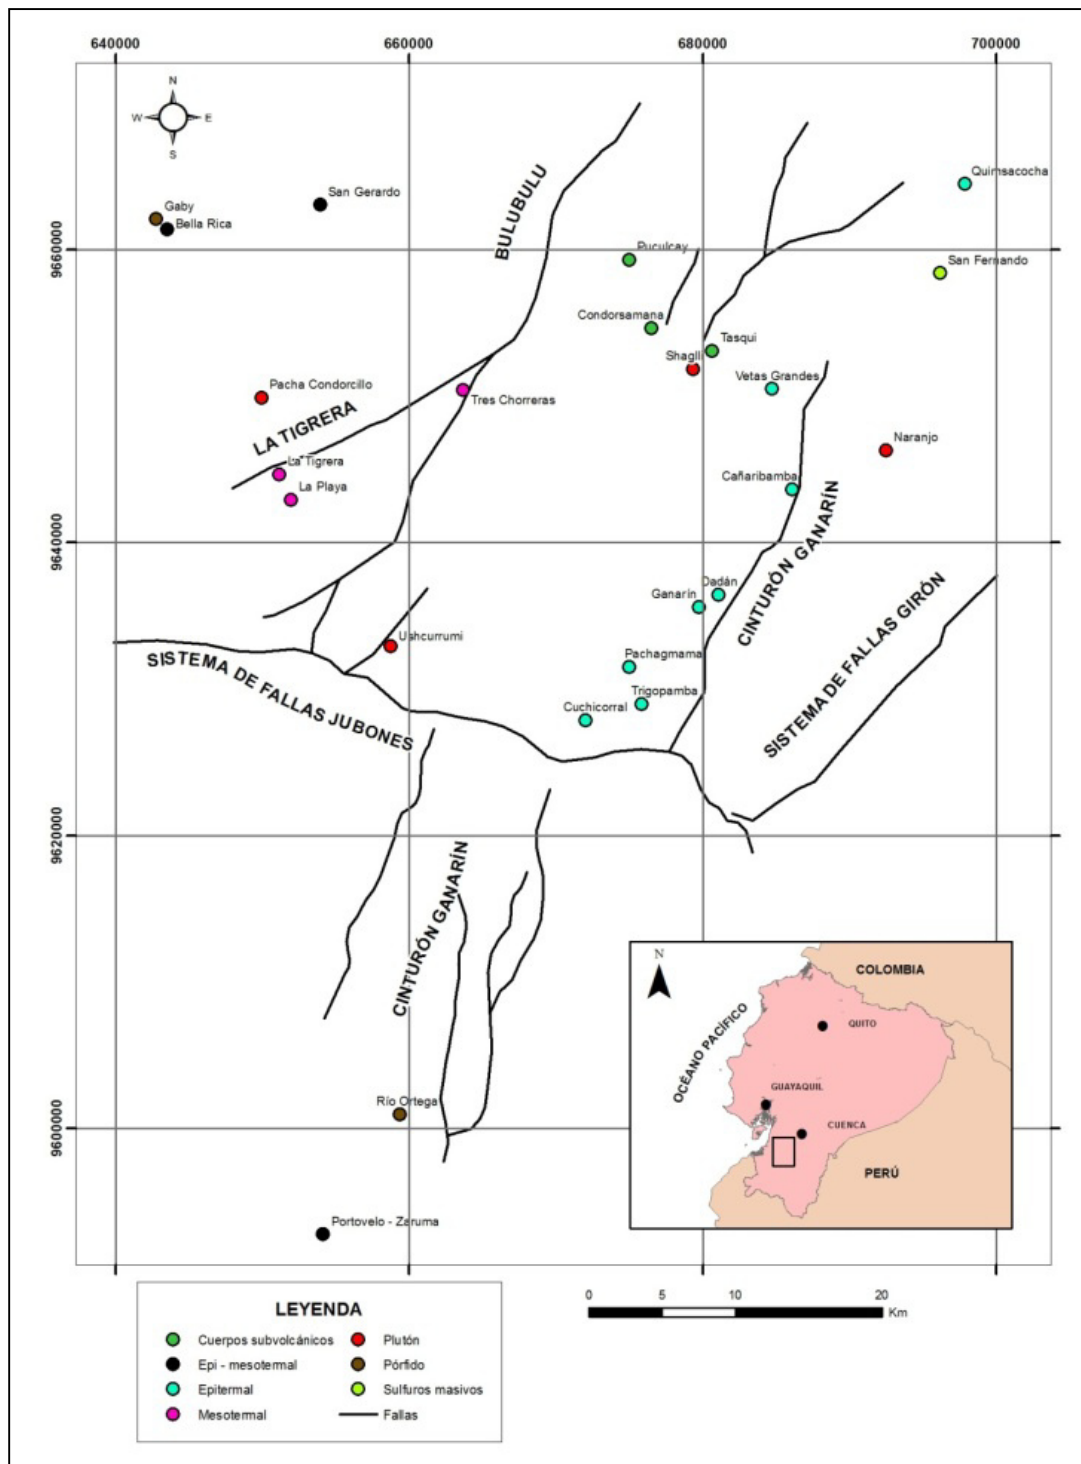 640000
660000
680000
700000
N
W
E
S
9660000
9640000
9620000
9600000
San Gerardo
Gaby
Bella Rica
BULUBULU
Quimsacocha
Puculcay
San Fernando
Condorsamana
Tasqui
Shaglli
Vetas Grandes
Pacha Condorcillo
Tres Chorreras
LA TIGRERA
Naranjo
La Tigrera
La Playa
Cañaribamba
CINTURÓN GANARÍN
Dadán
Ganarín
SISTEMA DE FALLAS GIRÓN
Ushcurrumi
SISTEMA DE FALLAS JUBONES
Pachagmama
Trigopamba
Cuchicorral
CINTURÓN GANARÍN
Río Ortega
Portovelo - Zaruma
N
COLOMBIA
OCÉANO PACÍFICO
QUITO
GUAYAQUIL
CUENCA
PERÚ
LEYENDA
Cuerpos subvolcánicos
Plutón
Epi - mesotermal
Pórfido
Epitermal
Sulfuros masivos
Mesotermal
Fallas
0
5
10
20
Km